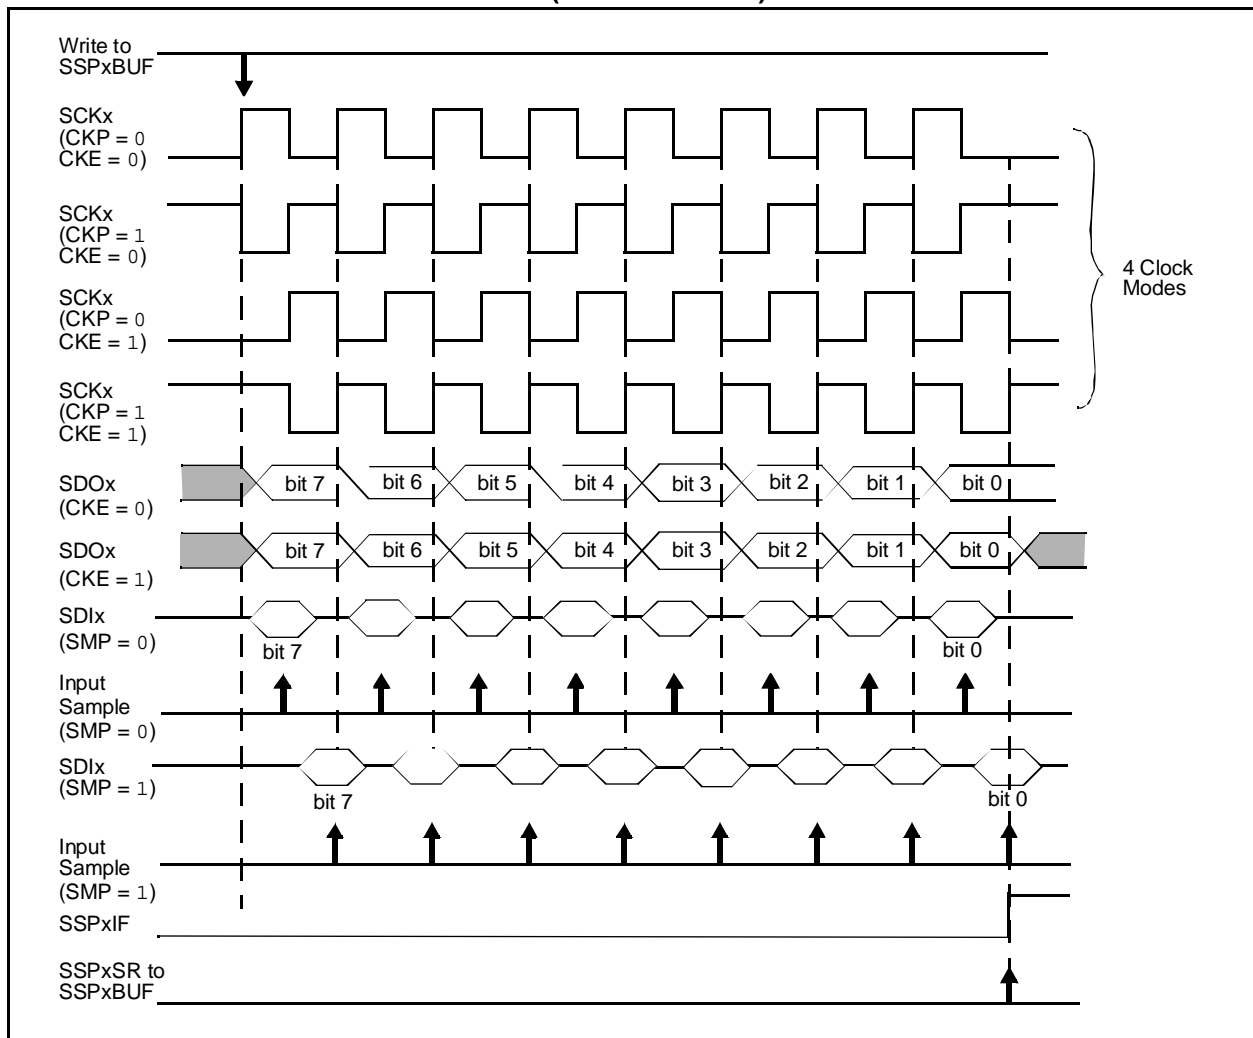 Write to
SSPxBUF
SCKx
(CKP = 0
CKE = 0)
SCKx
(CKP = 1
CKE = 0)
SCKx
(CKP = 0
CKE = 1)
SCKx
(CKP = 1
CKE = 1)
4 Clock
Modes
SDOx
(CKE = 0)
bit 7 bit 6 bit 5 bit 4 bit 3 bit 2 bit 1 bit 0
SDOx
(CKE = 1)
bit 7 bit 6 bit 5 bit 4 bit 3 bit 2 bit 1 bit 0
SDIx
(SMP = 0)
bit 7 bit 0
Input
Sample
(SMP = 0)
SDIx
(SMP = 1)
bit 7 bit 0
Input
Sample
(SMP = 1)
SSPxIF
SSPxSR to
SSPxBUF